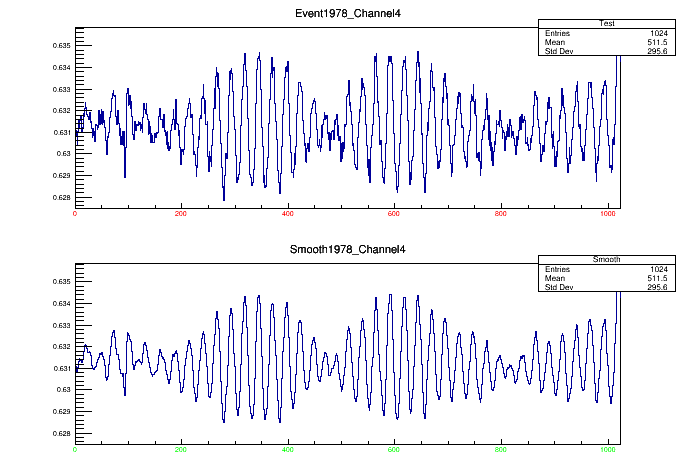 Event1978_Channel4
Test
Entries 1024
Mean 511.5
Std Dev 295.6
0.635
0.634
0.633
0.632
0.631
0.63
0.629
0.628
0 200 400 600 800 1000
Smooth1978_Channel4
Smooth
Entries 1024
Mean 511.5
Std Dev 295.6
0.635
0.634
0.633
0.632
0.631
0.63
0.629
0.628
0 200 400 600 800 1000